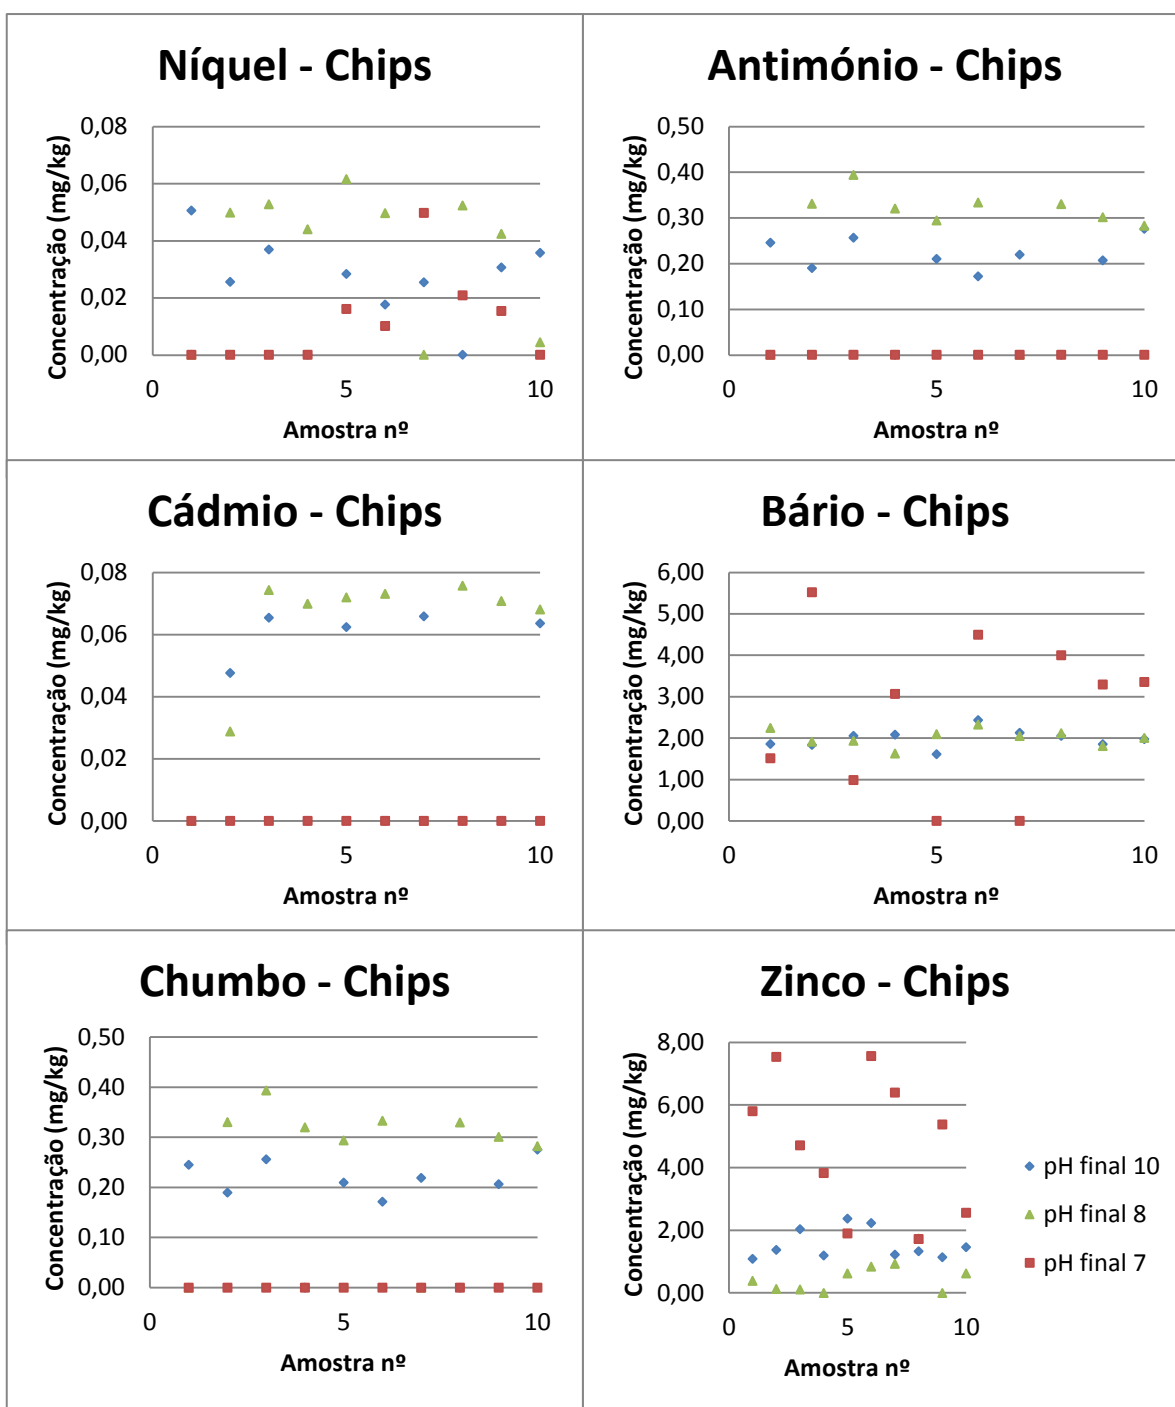 Níquel - Chips
Concentração (mg/kg)
0,08
0,06
0,04
0,02
0,00
0 5 10
Amostra nº
Antimónio - Chips
Concentração (mg/kg)
0,50
0,40
0,30
0,20
0,10
0,00
0 5 10
Amostra nº
Cádmio - Chips
Concentração (mg/kg)
0,08
0,06
0,04
0,02
0,00
0 5 10
Amostra nº
Bário - Chips
Concentração (mg/kg)
6,00
5,00
4,00
3,00
2,00
1,00
0,00
0 5 10
Amostra nº
Chumbo - Chips
Concentração (mg/kg)
0,50
0,40
0,30
0,20
0,10
0,00
0 5 10
Amostra nº
Zinco - Chips
Concentração (mg/kg)
8,00
6,00
4,00
2,00
0,00
0 5 10
Amostra nº
pH final 10
pH final 8
pH final 7